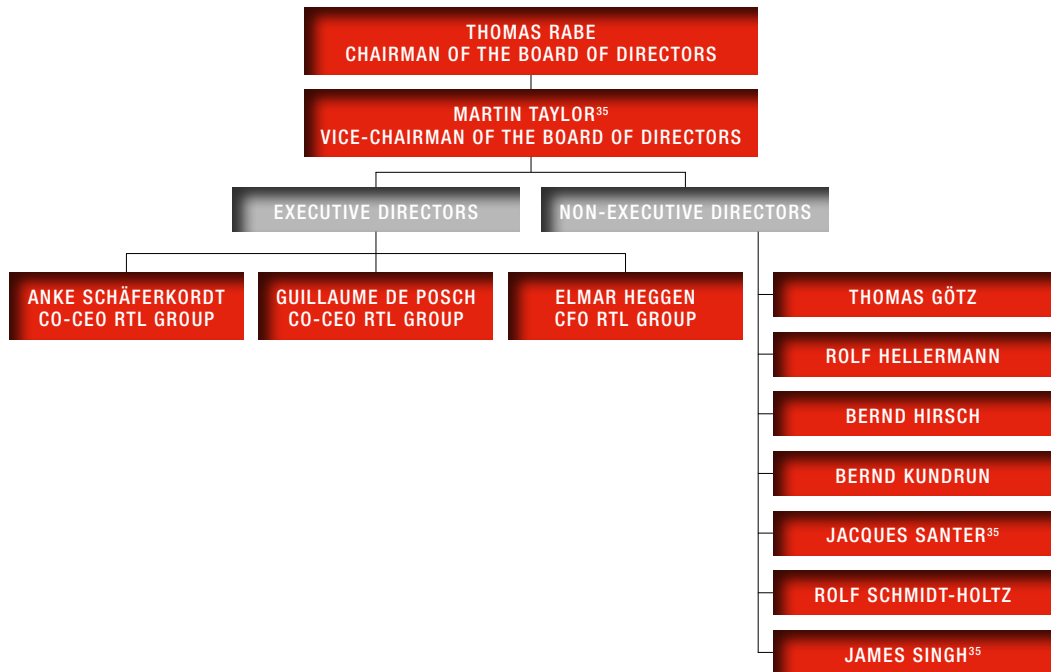 THOMAS RABE
CHAIRMAN OF THE BOARD OF DIRECTORS
MARTIN TAYLOR³⁵
VICE-CHAIRMAN OF THE BOARD OF DIRECTORS
EXECUTIVE DIRECTORS
NON-EXECUTIVE DIRECTORS
ANKE SCHÄFERKORDT
CO-CEO RTL GROUP
GUILLAUME DE POSCH
CO-CEO RTL GROUP
ELMAR HEGGEN
CFO RTL GROUP
THOMAS GÖTZ
ROLF HELLERMANN
BERND HIRSCH
BERND KUNDRUN
JACQUES SANTER³⁵
ROLF SCHMIDT-HOLTZ
JAMES SINGH³⁵